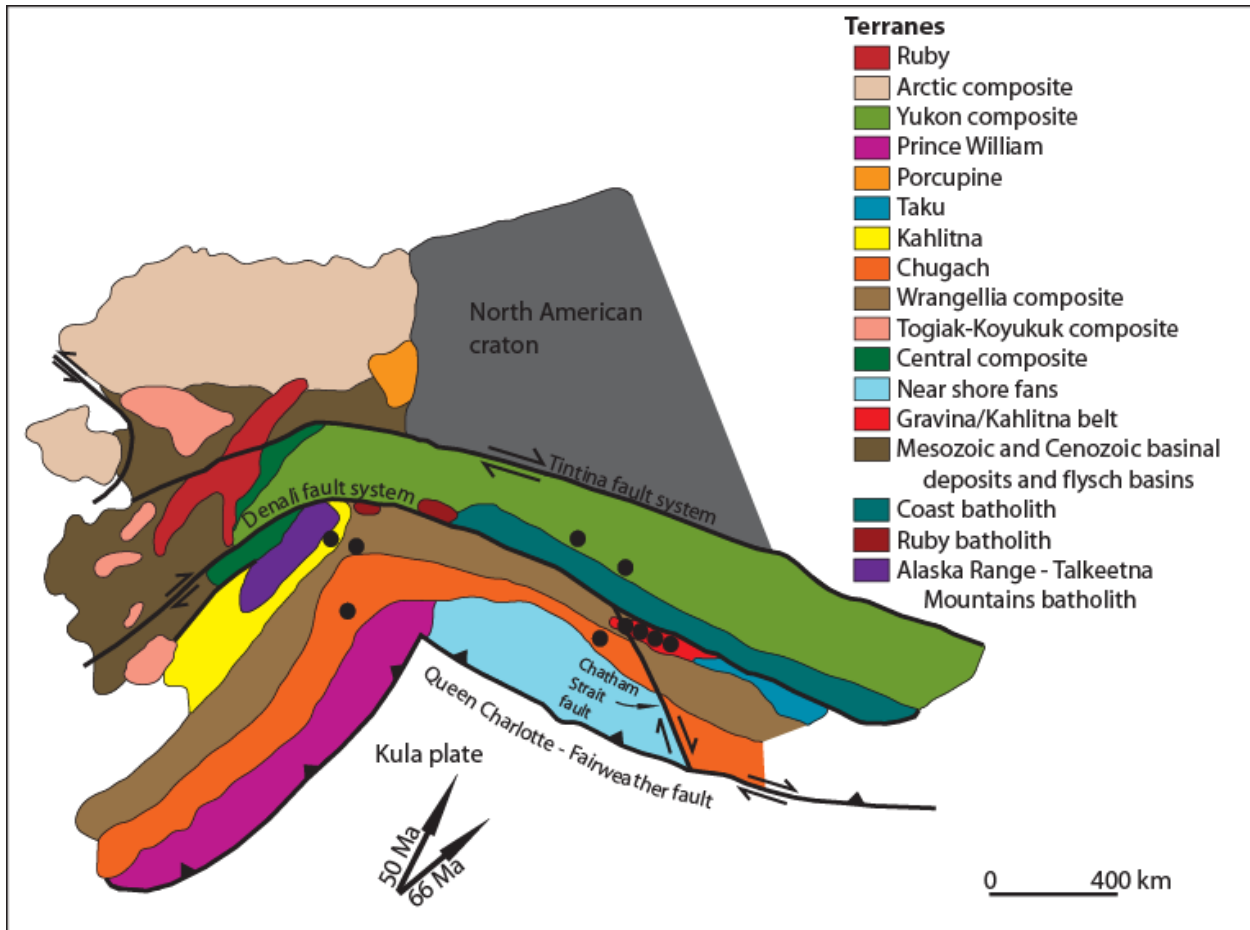 Terranes
Ruby
Arctic composite
Yukon composite
Prince William
Porcupine
Taku
Kahlitna
Chugach
Wrangellia composite
Togiak-Koyukuk composite
Central composite
Near shore fans
Gravina/Kahlitna belt
Mesozoic and Cenozoic basinal
deposits and flysch basins
Coast batholith
Ruby batholith
Alaska Range - Talkeetna
Mountains batholith
North American
craton
Tintina fault system
Denali fault system
Chatham
Strait
fault
Queen Charlotte - Fairweather fault
Kula plate
50 Ma
66 Ma
0 400 km